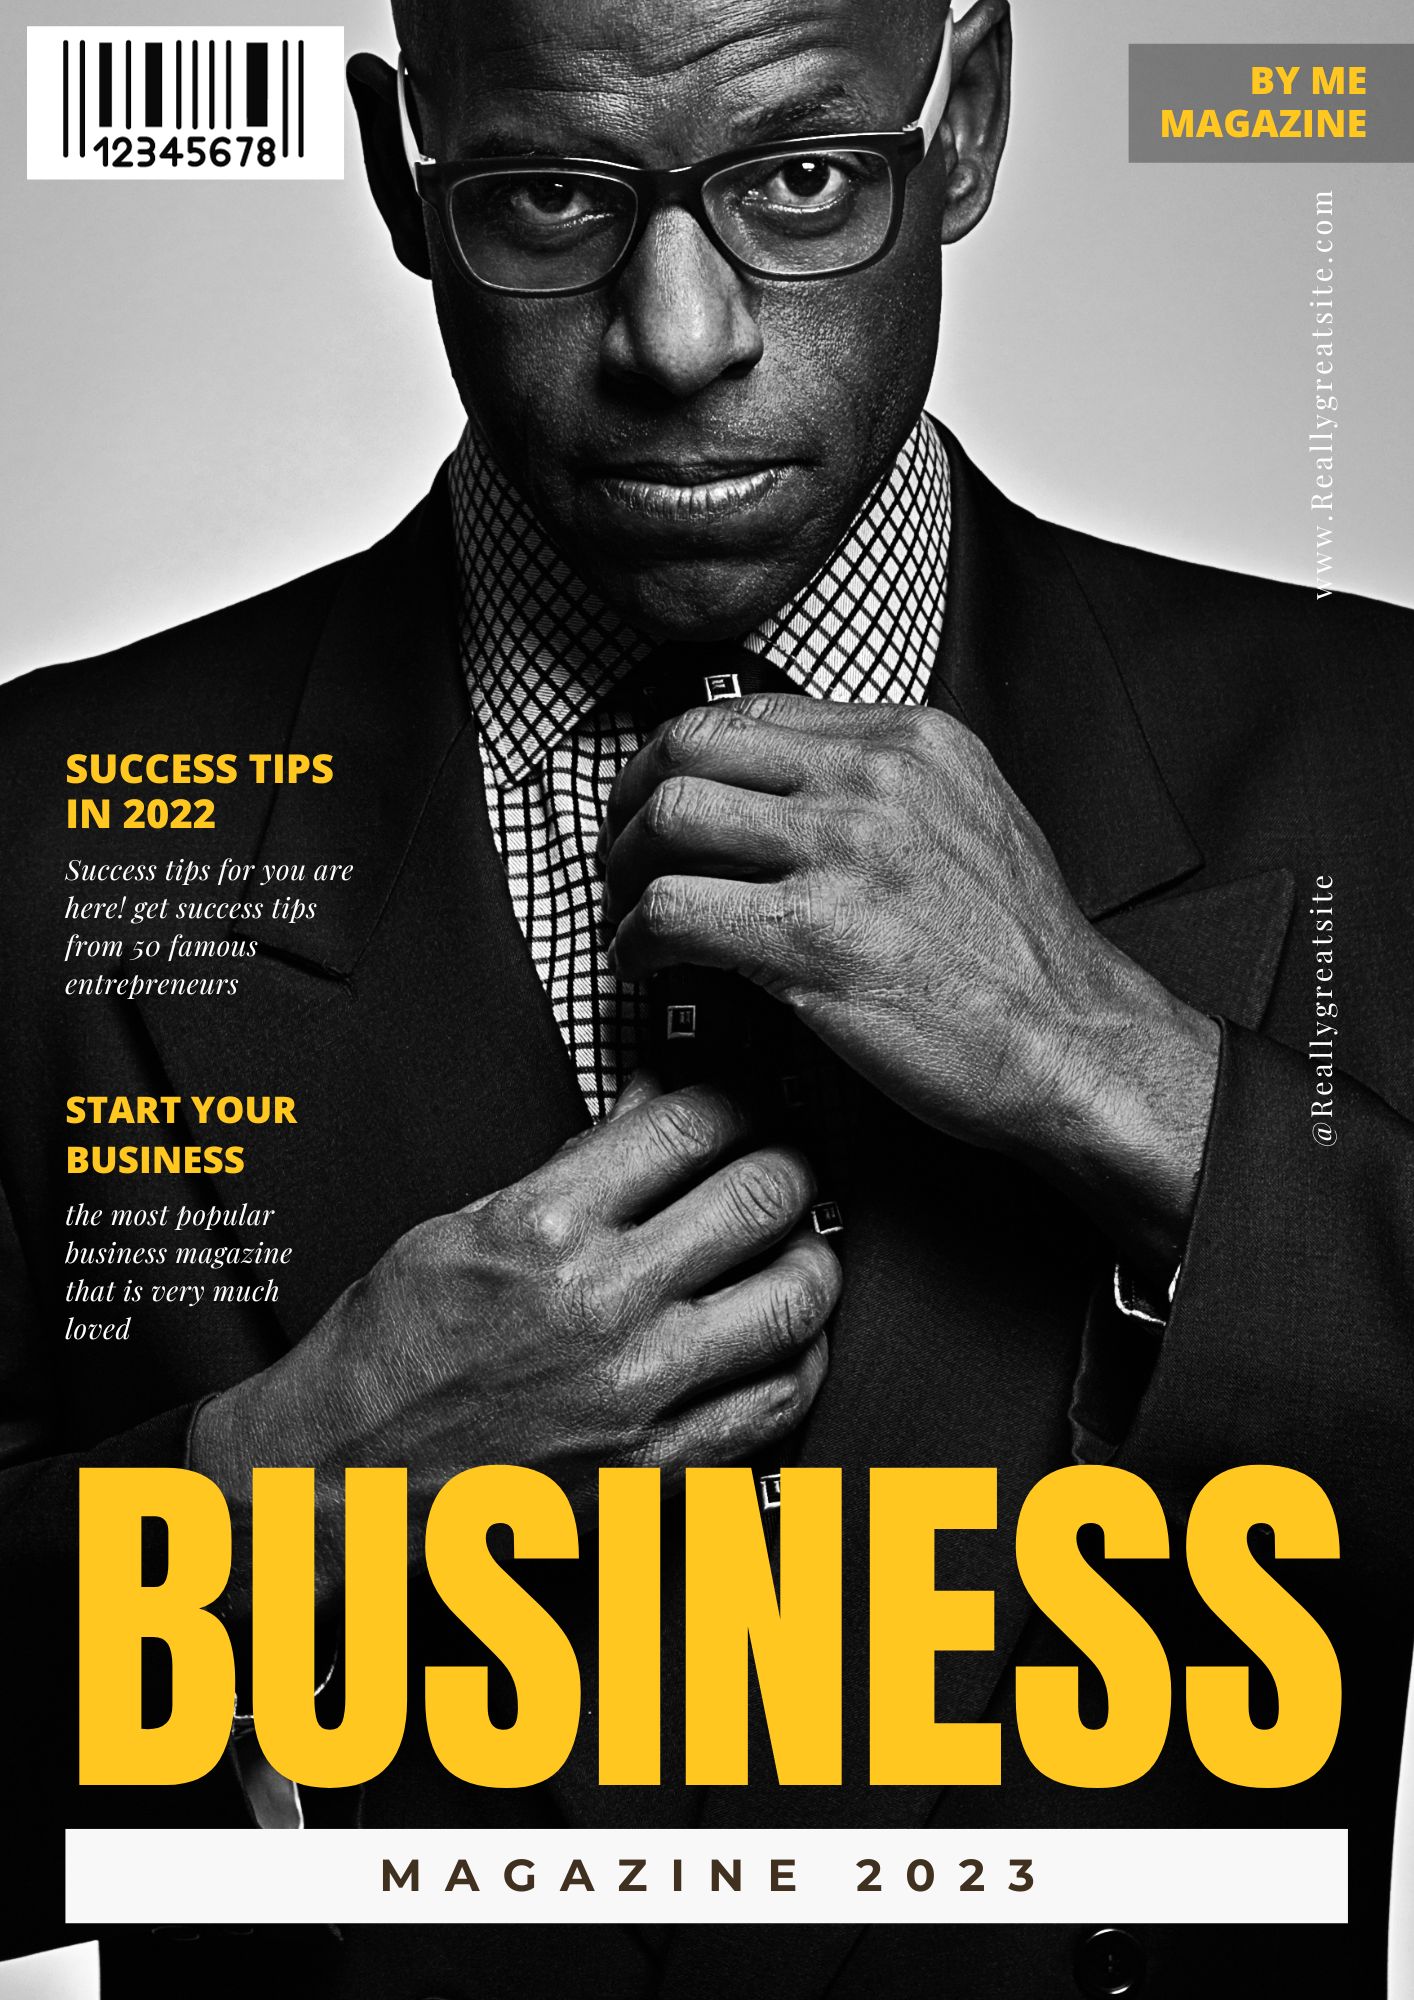 12345678
BY ME
MAGAZINE
www.Reallygreatsite.com
SUCCESS TIPS
IN 2022
Success tips for you are
here! get success tips
from 50 famous
entrepreneurs
@Reallygreatsite
START YOUR
BUSINESS
the most popular
business magazine
that is very much
loved
BUSINESS
MAGAZINE 2023